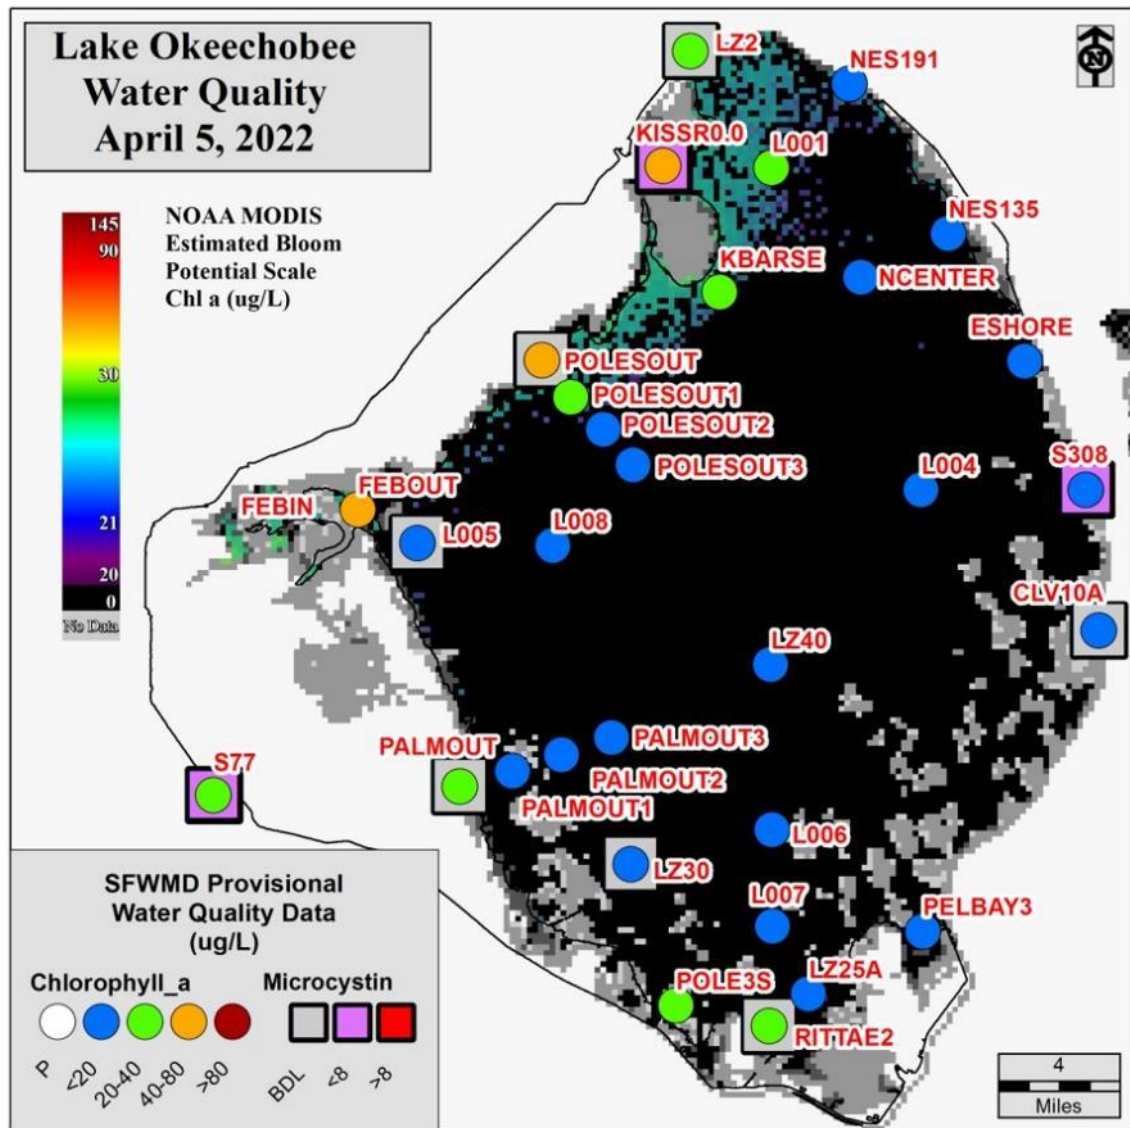 Lake Okeechobee
Water Quality
April 5, 2022
N
LZ2
NES191
KISSR0.0
L001
NOAA MODIS
Estimated Bloom
Potential Scale
Chl a (ug/L)
145
90
30
21
20
0
No Data
NES135
NCENTER
KBARSE
ESHORE
POLESOUT
POLESOUT1
POLESOUT2
POLESOUT3
L004
S308
FEBOUT
FEBIN
L005
L008
CLV10A
LZ40
PALMOUT
PALMOUT3
PALMOUT2
PALMOUT1
S77
L006
LZ30
L007
PELBAY3
LZ25A
POLE3S
RITTAE2
SFWMD Provisional
Water Quality Data
(ug/L)
Chlorophyll_a Microcystin
P <20 20-40 40-80 >80 BDL <8 >8
4
Miles